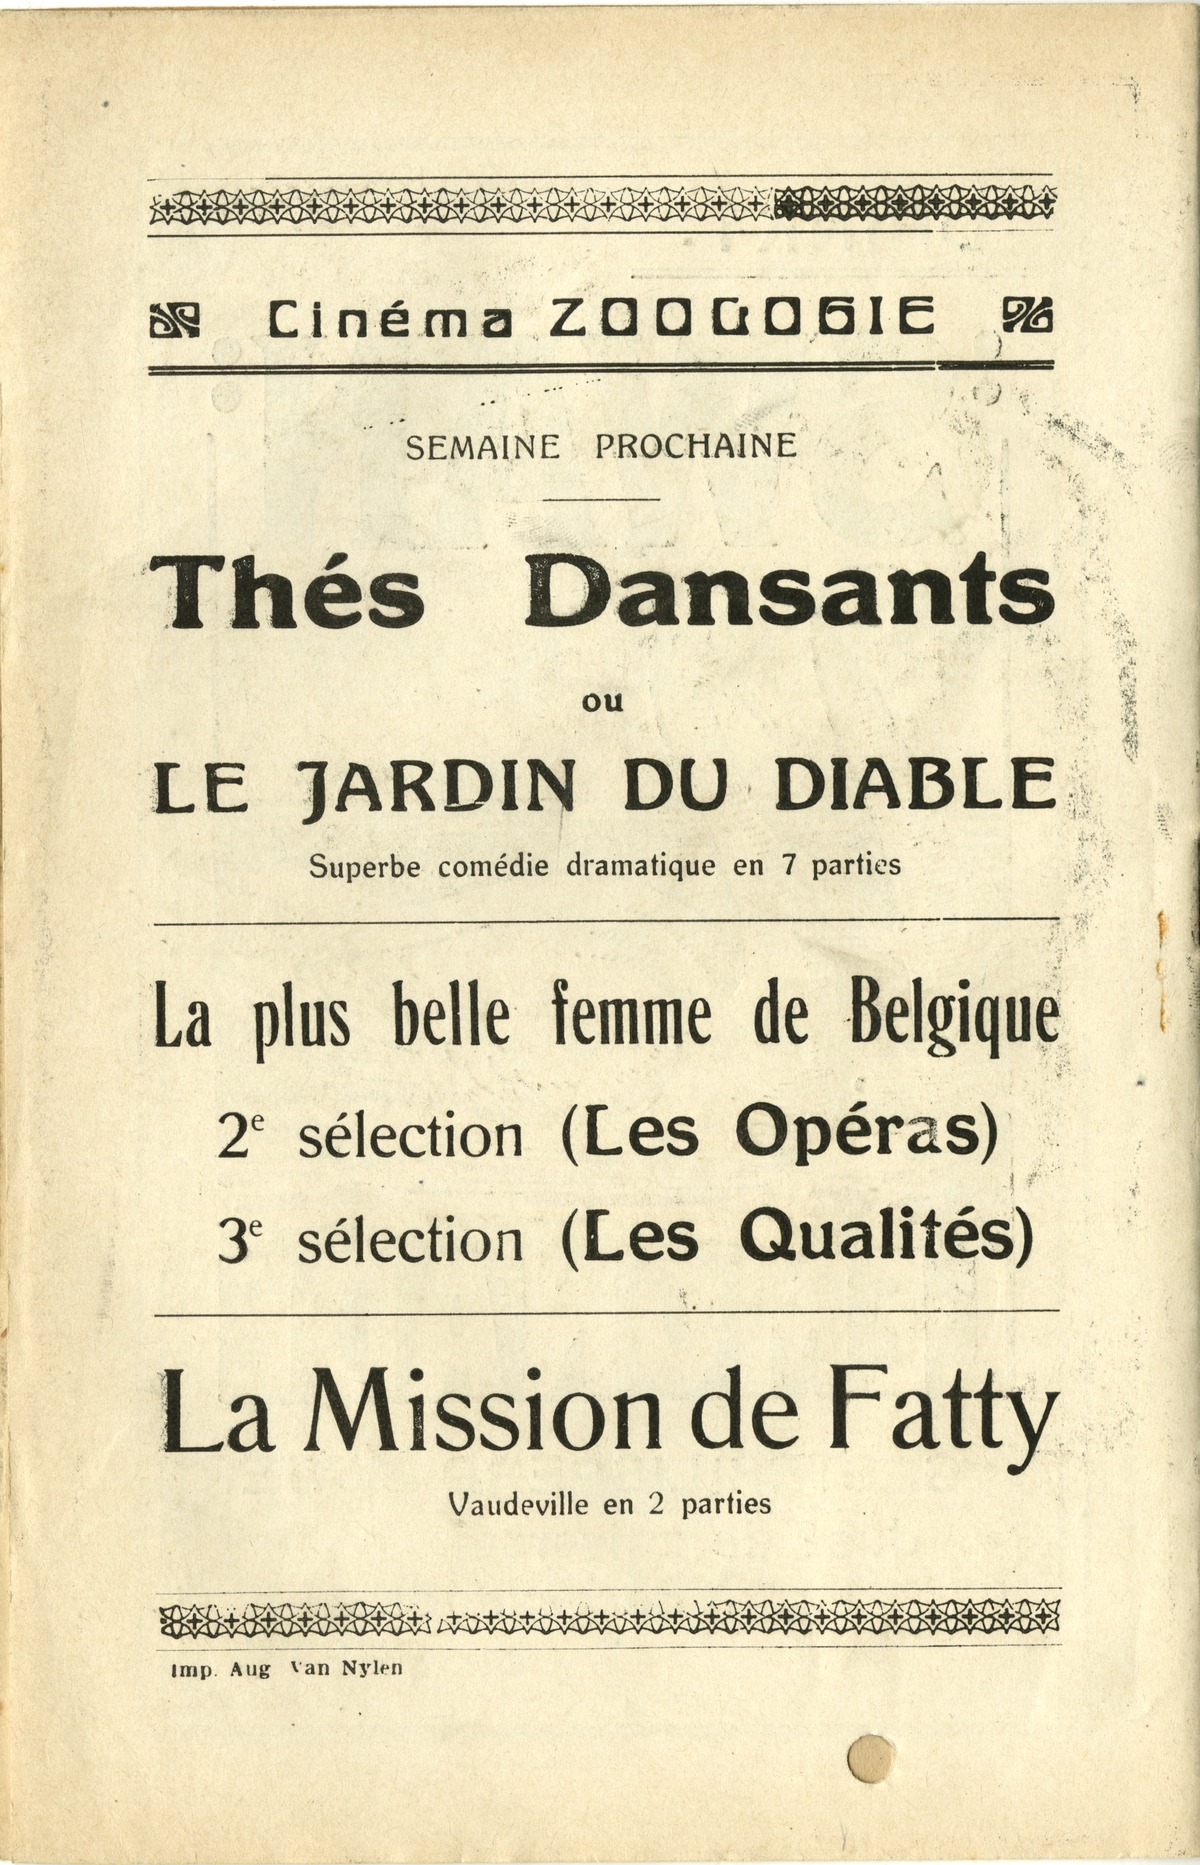 Cinéma ZOOLOGIE
SEMAINE PROCHAINE
Thés Dansants
ou
LE JARDIN DU DIABLE
Superbe comédie dramatique en 7 parties
La plus belle femme de Belgique
2e sélection (Les Opéras)
3e sélection (Les Qualités)
La Mission de Fatty
Vaudeville en 2 parties
Imp. Aug Van Nylen